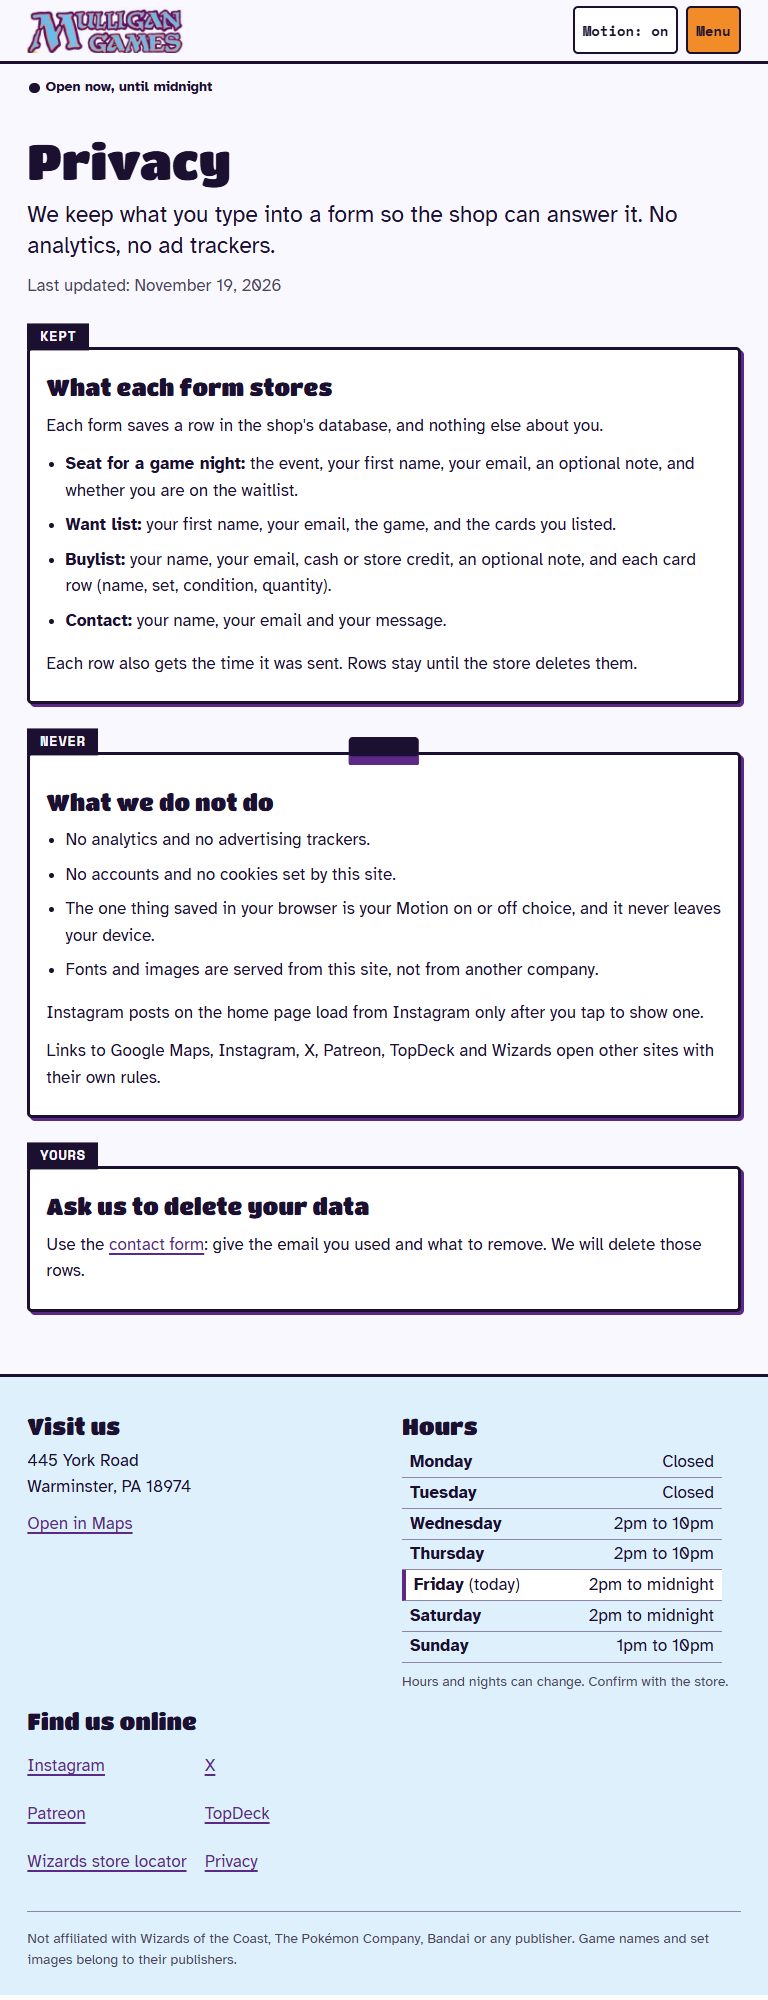 MULLIGAN
GAMES
Motion: on
Menu
Open now, until midnight
Privacy
We keep what you type into a form so the shop can answer it. No
analytics, no ad trackers.
Last updated: November 19, 2026
KEPT
What each form stores
Each form saves a row in the shop's database, and nothing else about you.
• Seat for a game night: the event, your first name, your email, an optional note, and
whether you are on the waitlist.
• Want list: your first name, your email, the game, and the cards you listed.
• Buylist: your name, your email, cash or store credit, an optional note, and each card
row (name, set, condition, quantity).
• Contact: your name, your email and your message.
Each row also gets the time it was sent. Rows stay until the store deletes them.
NEVER
What we do not do
• No analytics and no advertising trackers.
• No accounts and no cookies set by this site.
• The one thing saved in your browser is your Motion on or off choice, and it never leaves
your device.
• Fonts and images are served from this site, not from another company.
Instagram posts on the home page load from Instagram only after you tap to show one.
Links to Google Maps, Instagram, X, Patreon, TopDeck and Wizards open other sites with
their own rules.
YOURS
Ask us to delete your data
Use the contact form: give the email you used and what to remove. We will delete those
rows.
Visit us
445 York Road
Warminster, PA 18974
Open in Maps
Hours
Monday Closed
Tuesday Closed
Wednesday 2pm to 10pm
Thursday 2pm to 10pm
Friday (today) 2pm to midnight
Saturday 2pm to midnight
Sunday 1pm to 10pm
Hours and nights can change. Confirm with the store.
Find us online
Instagram X
Patreon TopDeck
Wizards store locator Privacy
Not affiliated with Wizards of the Coast, The Pokémon Company, Bandai or any publisher. Game names and set
images belong to their publishers.